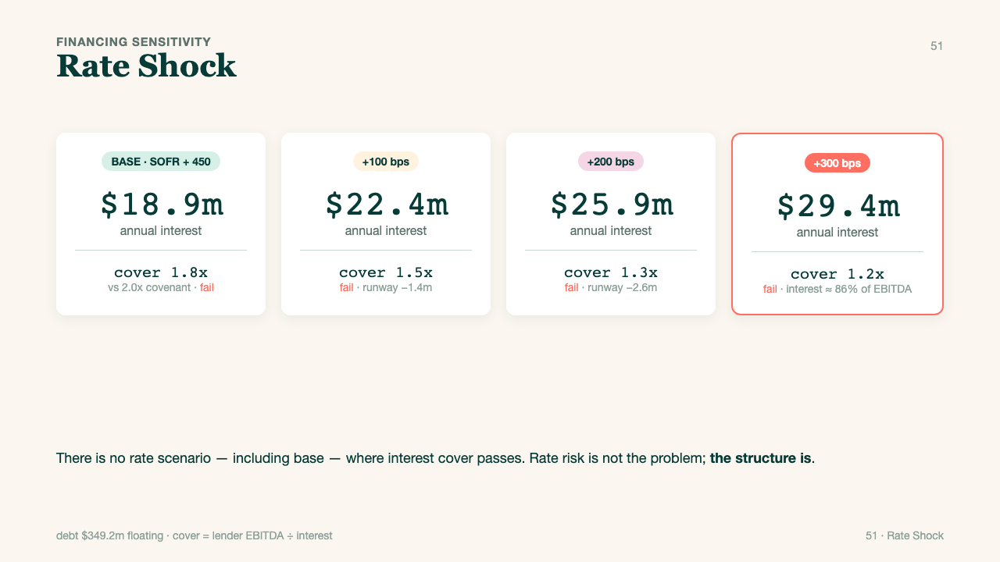 FINANCING SENSITIVITY
51
Rate Shock
BASE · SOFR + 450
$18.9m
annual interest
cover 1.8x
vs 2.0x covenant · fail
+100 bps
$22.4m
annual interest
cover 1.5x
fail · runway −1.4m
+200 bps
$25.9m
annual interest
cover 1.3x
fail · runway −2.6m
+300 bps
$29.4m
annual interest
cover 1.2x
fail · interest ≈ 86% of EBITDA
There is no rate scenario — including base — where interest cover passes. Rate risk is not the problem; the structure is.
debt $349.2m floating · cover = lender EBITDA ÷ interest
51 · Rate Shock